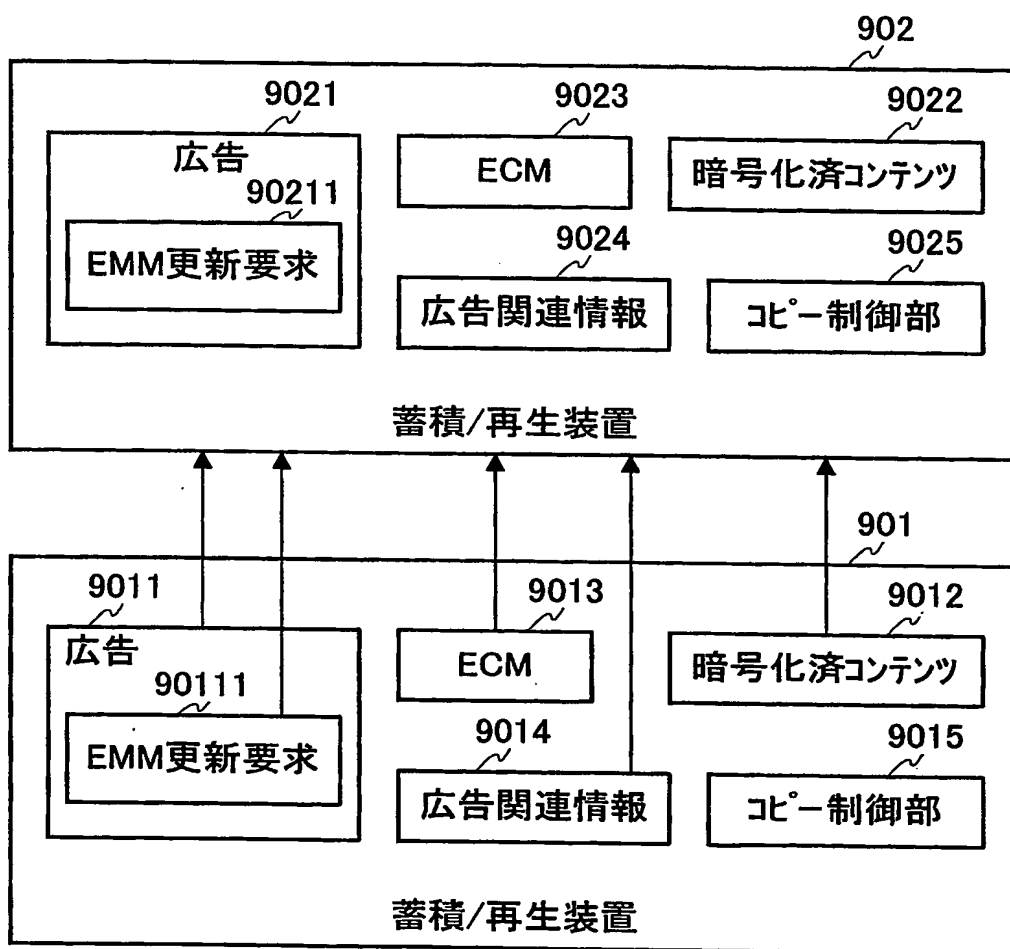 902
9021
9023
9022
広告
ECM
暗号化済コンテンツ
90211
EMM更新要求
9024
9025
広告関連情報
コピー制御部
蓄積/再生装置
901
9011
9013
9012
広告
ECM
暗号化済コンテンツ
90111
EMM更新要求
9014
9015
広告関連情報
コピー制御部
蓄積/再生装置